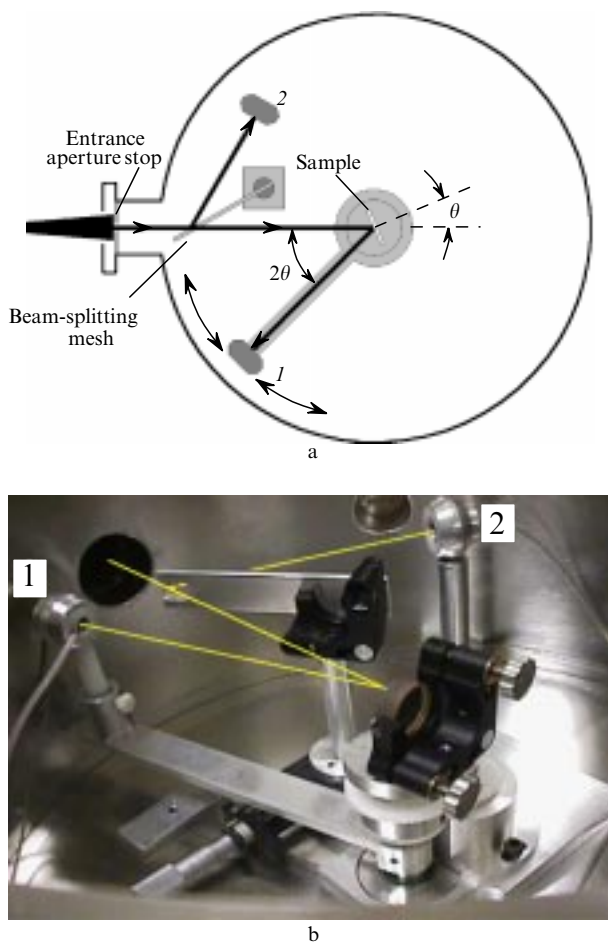 2
Entrance
aperture stop
Sample
θ
2θ
Beam-splitting
mesh
1
a
2
1
b